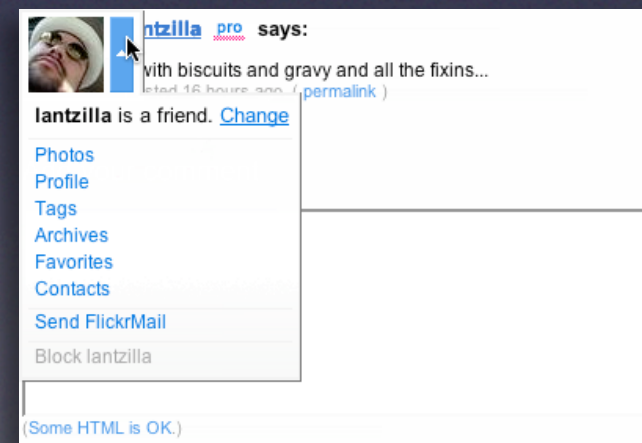 ntzilla pro says:
with biscuits and gravy and all the fixins...
sted 16 hours ago. ( permalink )
lantzilla is a friend. Change
Photos
Profile
Tags
Archives
Favorites
Contacts
Send FlickrMail
Block lantzilla
(Some HTML is OK.)